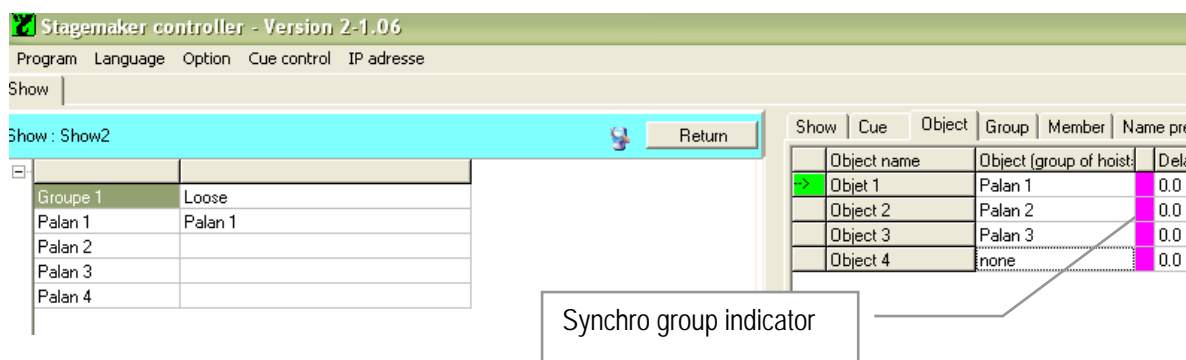 Stagemaker controller - Version 2-1.06
Program Language Option Cue control IP adresse
Show
Show : Show2 Return
Groupe 1 Loose
Palan 1 Palan 1
Palan 2
Palan 3
Palan 4
Show Cue Object Group Member Name pre
Object name Object (group of hoist: Dela
--> Objet 1 Palan 1 0.0
Object 2 Palan 2 0.0
Object 3 Palan 3 0.0
Object 4 none 0.0
Synchro group indicator